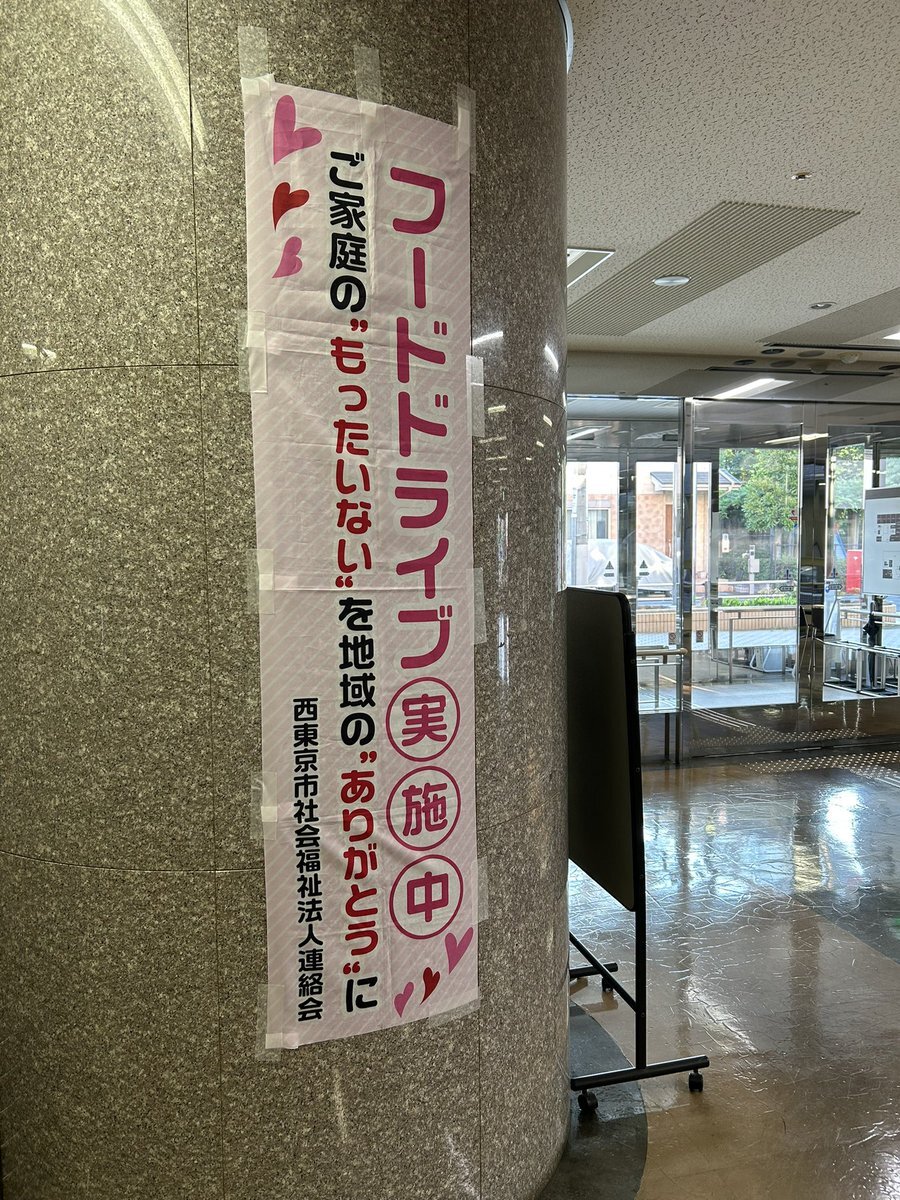 フードドライブ実施中
ご家庭の”もったいない“を地域の”ありがとう“に
西東京市社会福祉法人連絡会